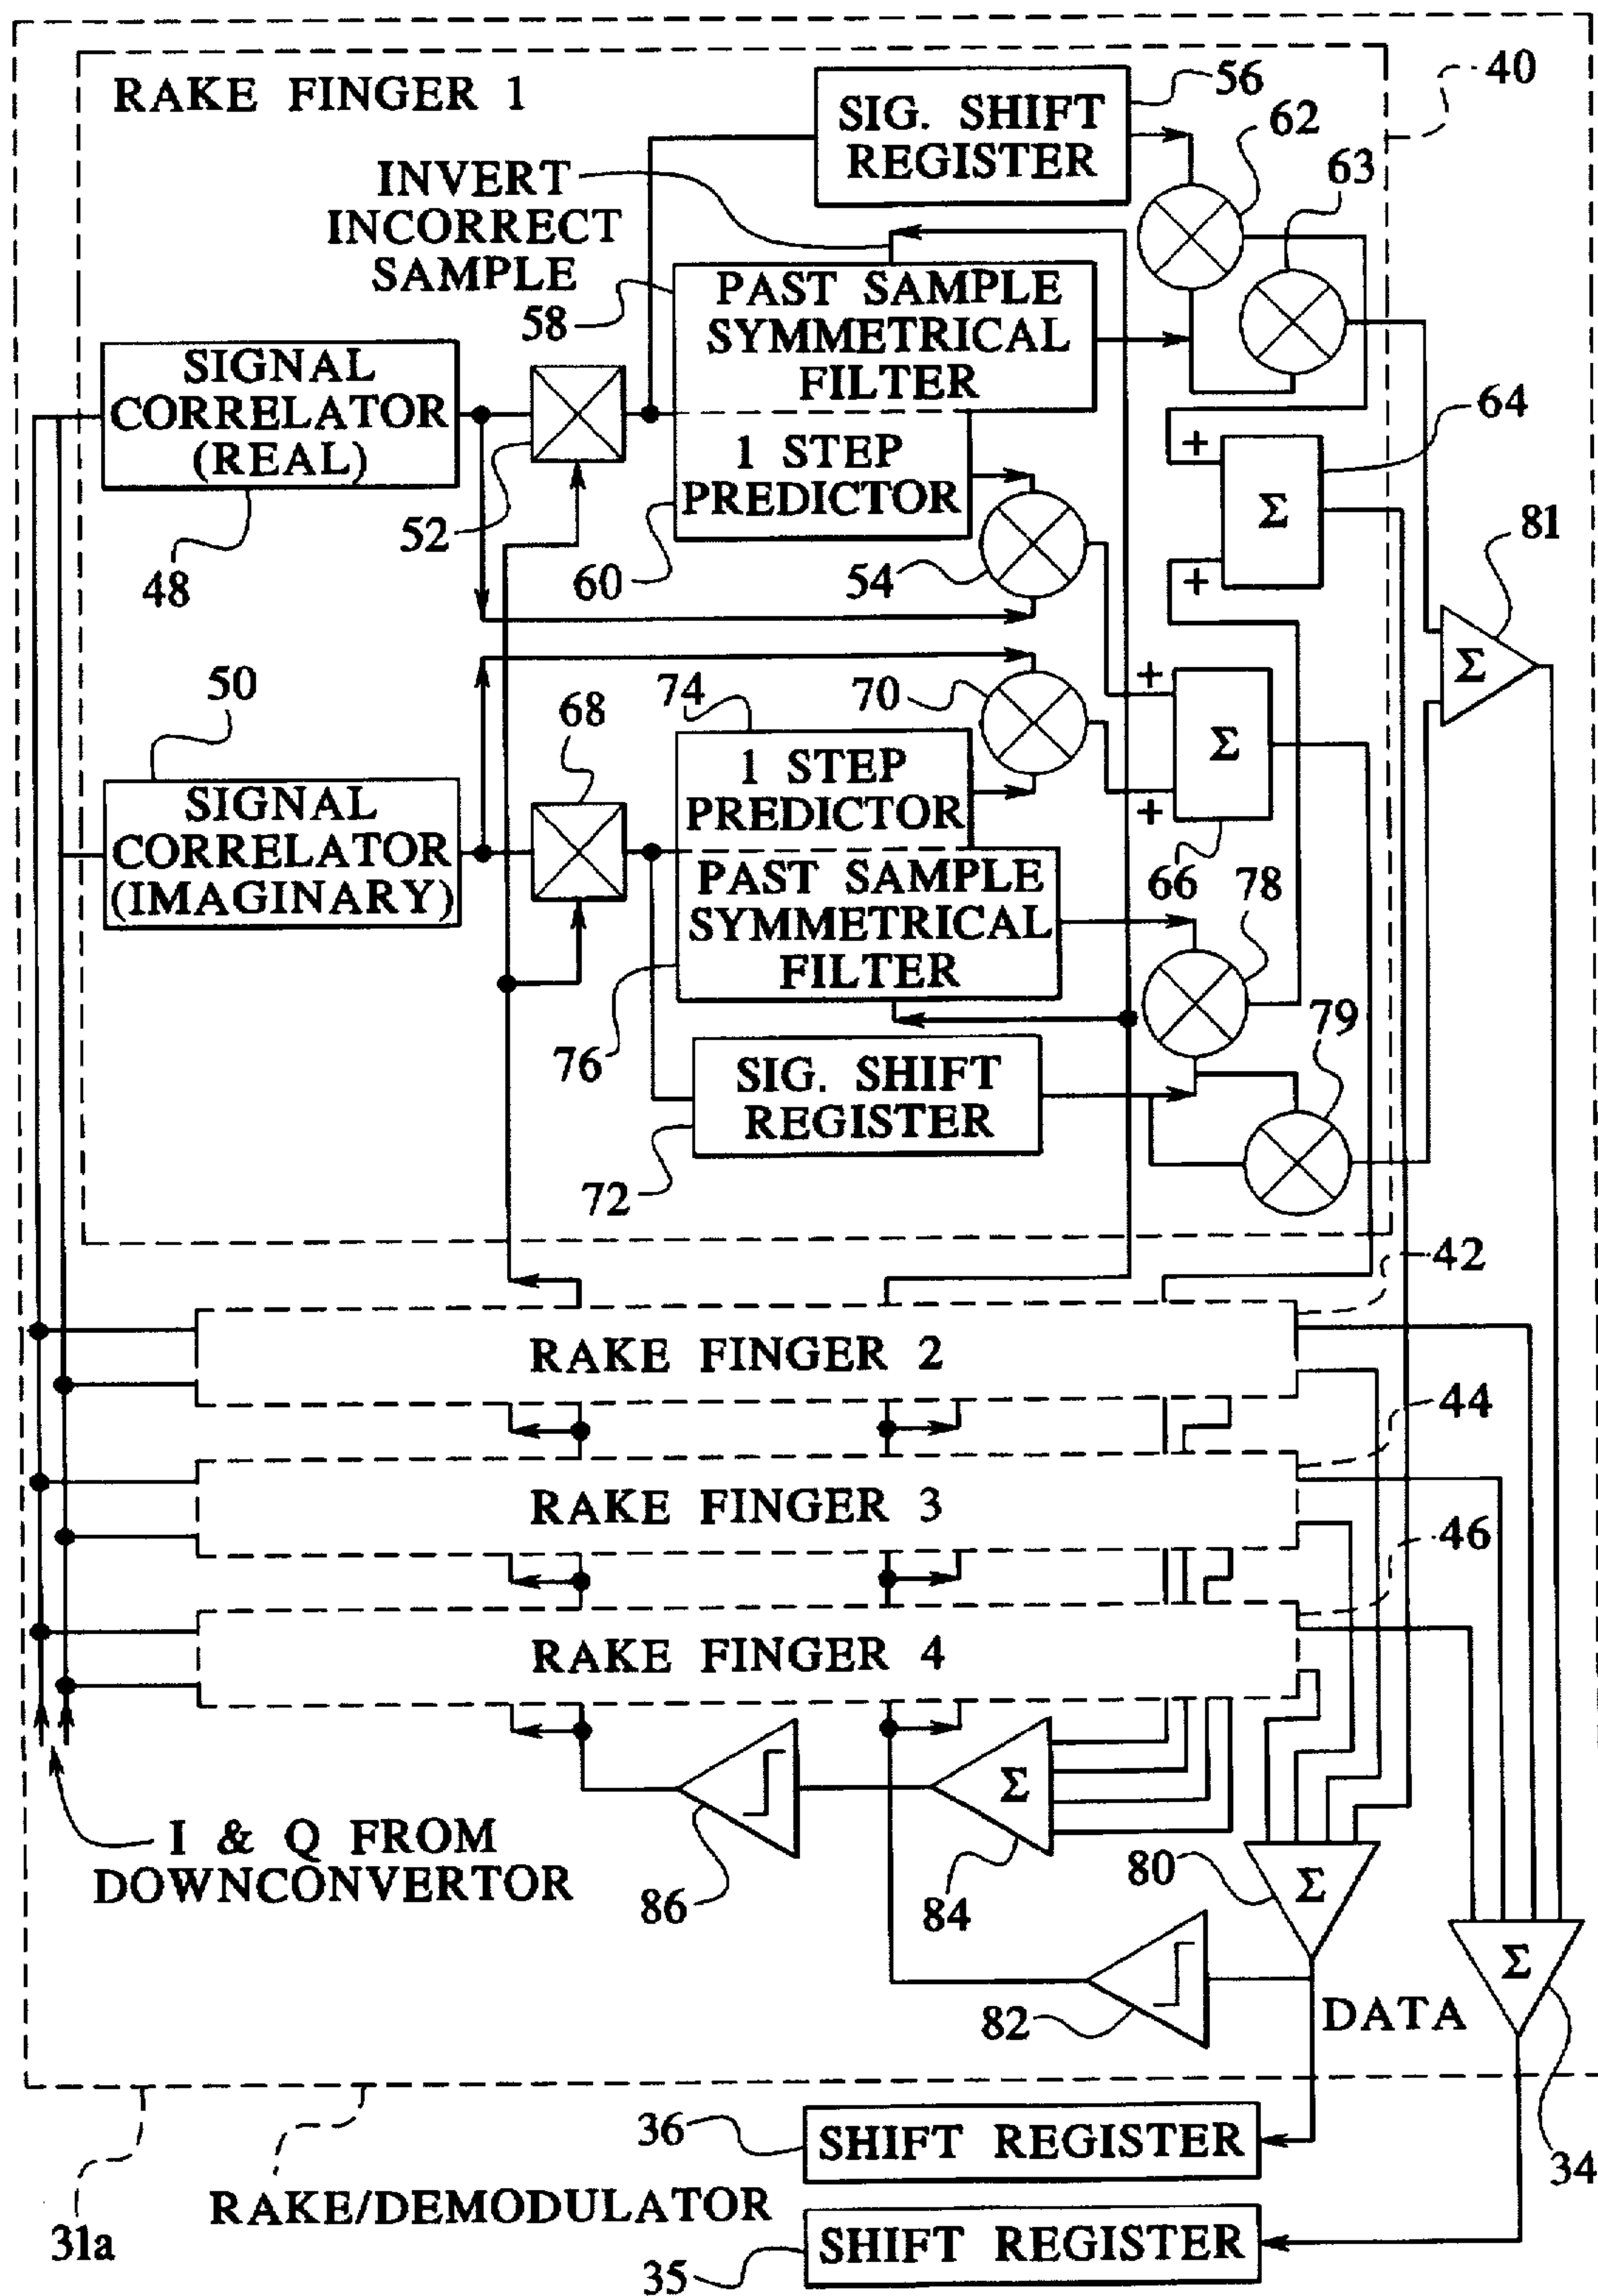 RAKE FINGER 1
40
SIG. SHIFT
REGISTER
56
62
63
INVERT
INCORRECT
SAMPLE
58
PAST SAMPLE
SYMMETRICAL
FILTER
1 STEP
PREDICTOR
60
SIGNAL
CORRELATOR
(REAL)
48
52
54
+
+
Σ
64
81
Σ
50
SIGNAL
CORRELATOR
(IMAGINARY)
68
74
70
1 STEP
PREDICTOR
PAST SAMPLE
SYMMETRICAL
FILTER
76
+
+
Σ
66
78
79
SIG. SHIFT
REGISTER
72
42
RAKE FINGER 2
44
RAKE FINGER 3
46
RAKE FINGER 4
I & Q FROM
DOWNCONVERTOR
86
Σ
84
80
Σ
82
DATA
Σ
34
36
SHIFT REGISTER
RAKE/DEMODULATOR
31a
35
SHIFT REGISTER